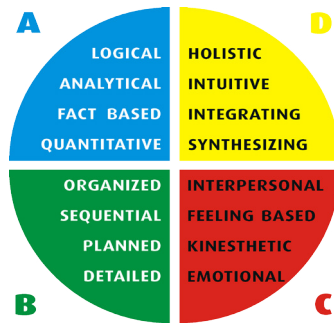 A
D
LOGICAL
ANALYTICAL
FACT BASED
QUANTITATIVE
HOLISTIC
INTUITIVE
INTEGRATING
SYNTHESIZING
ORGANIZED
SEQUENTIAL
PLANNED
DETAILED
INTERPERSONAL
FEELING BASED
KINESTHETIC
EMOTIONAL
B
C